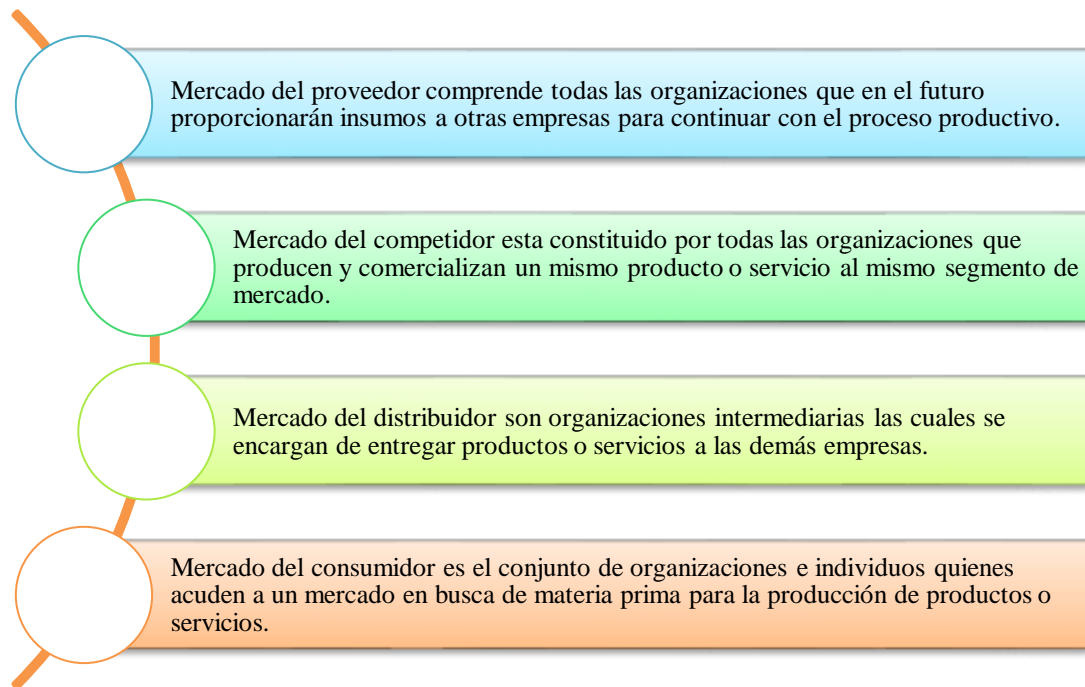 Mercado del proveedor comprende todas las organizaciones que en el futuro
proporcionarán insumos a otras empresas para continuar con el proceso productivo.
Mercado del competidor esta constituido por todas las organizaciones que
producen y comercializan un mismo producto o servicio al mismo segmento de
mercado.
Mercado del distribuidor son organizaciones intermediarias las cuales se
encargan de entregar productos o servicios a las demás empresas.
Mercado del consumidor es el conjunto de organizaciones e individuos quienes
acuden a un mercado en busca de materia prima para la producción de productos o
servicios.